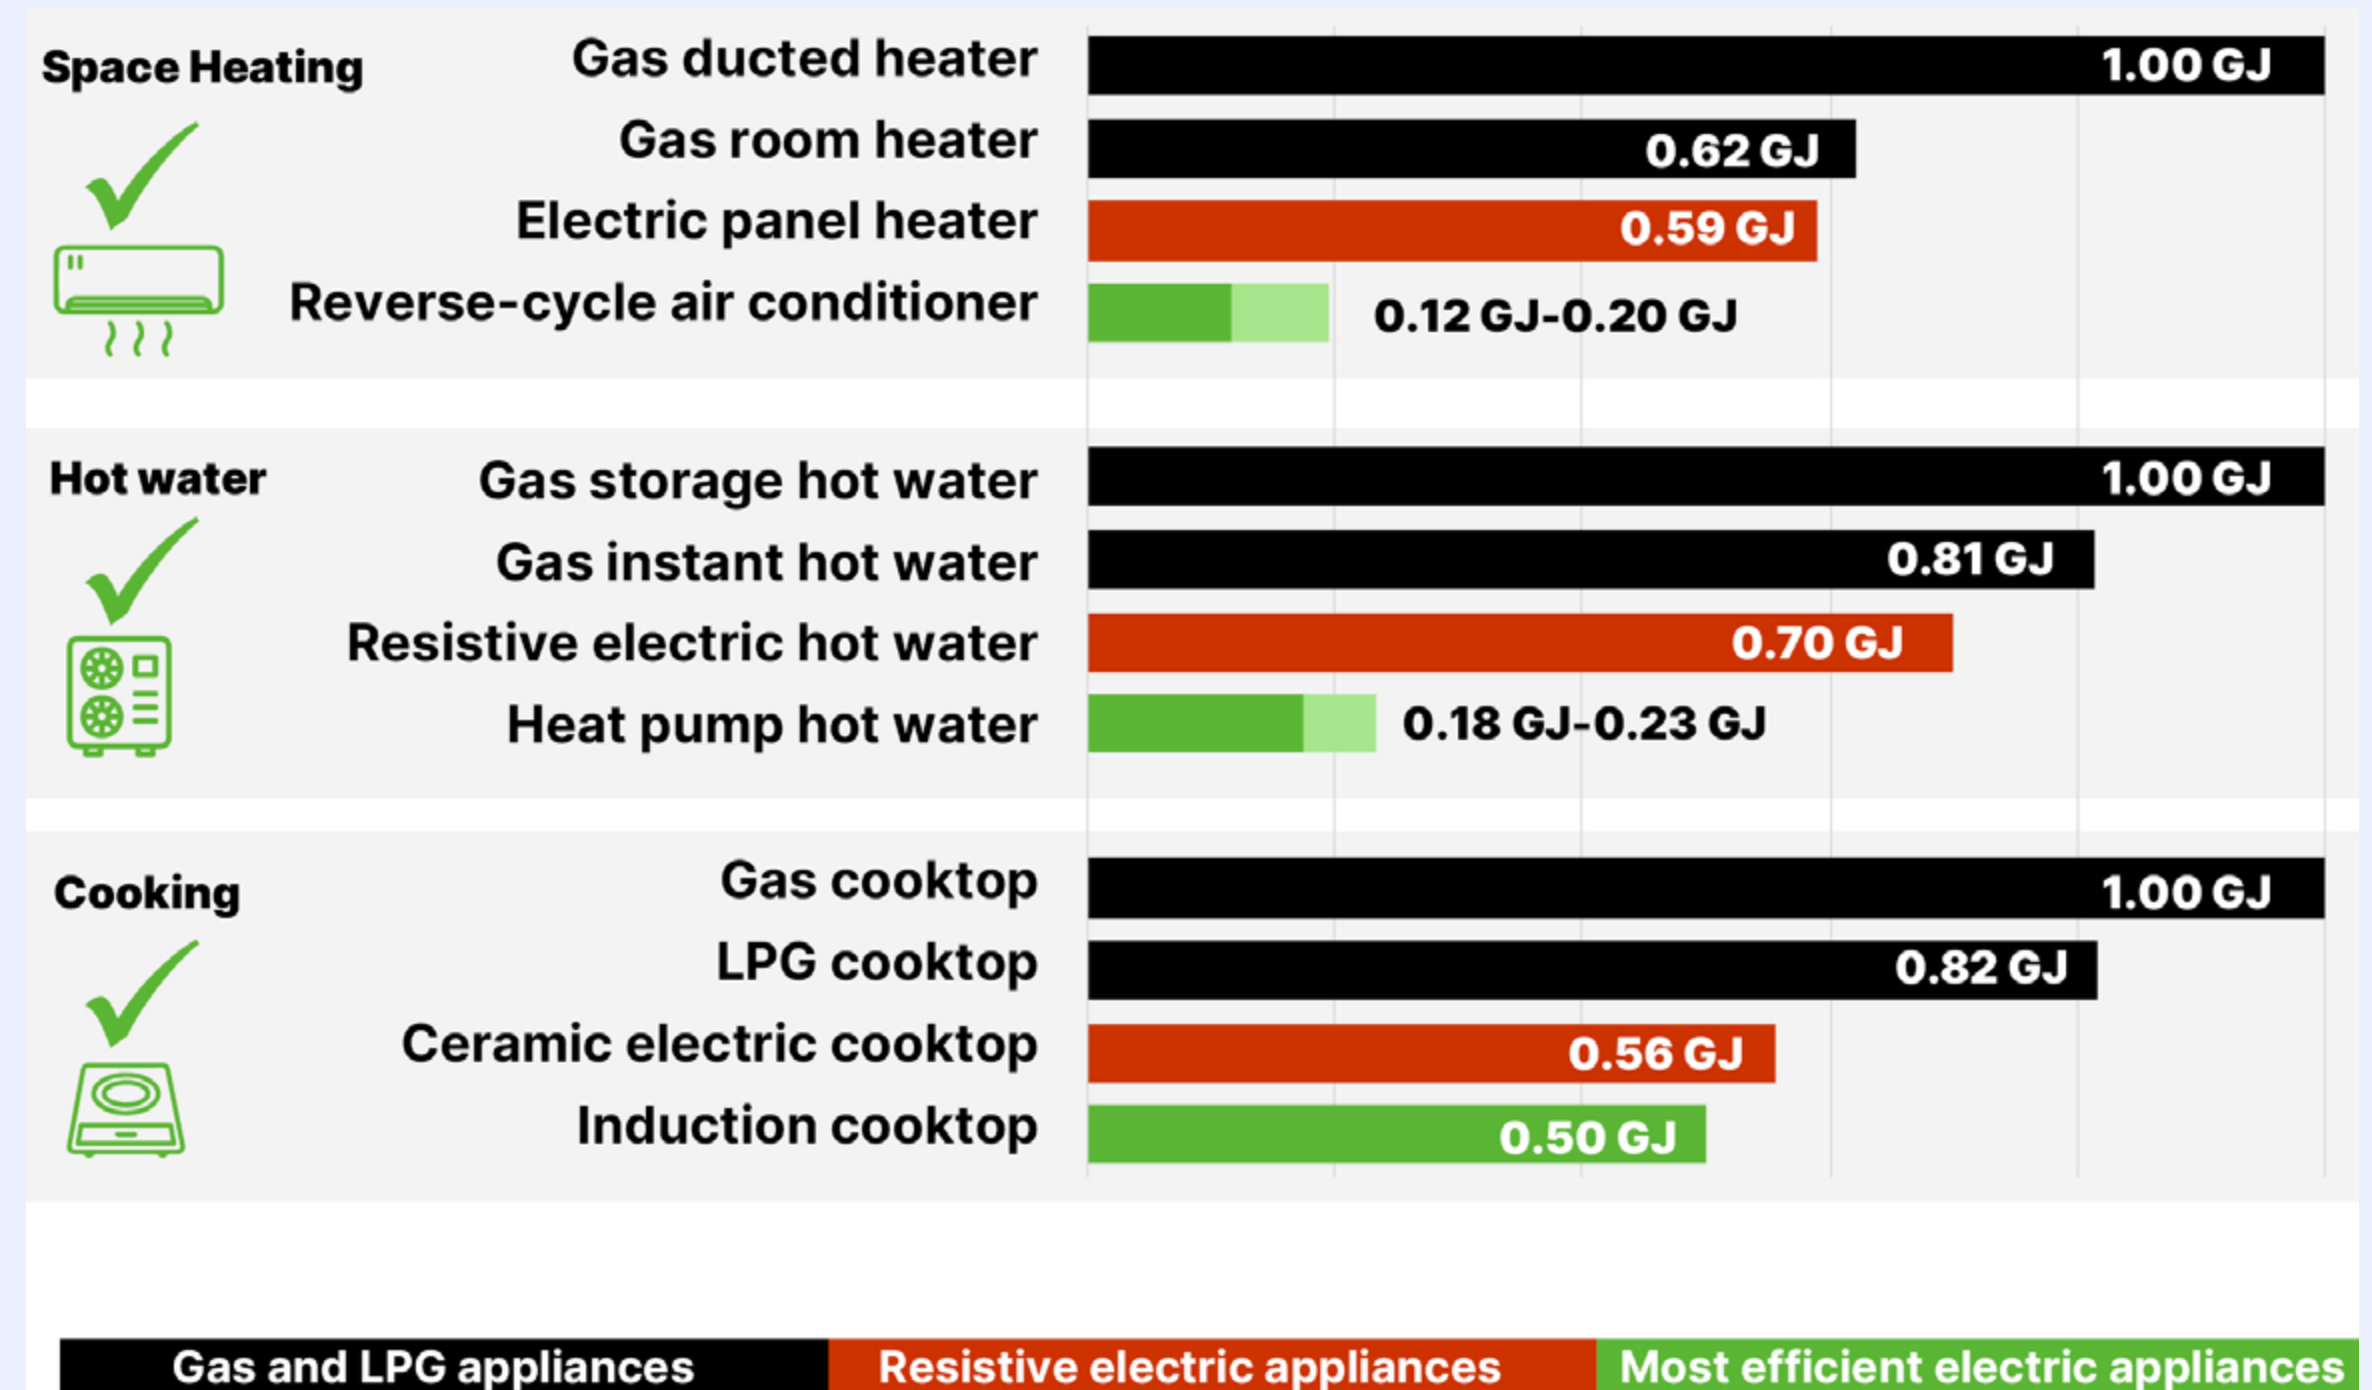 Space Heating
Gas ducted heater 1.00 GJ
Gas room heater 0.62 GJ
Electric panel heater 0.59 GJ
Reverse-cycle air conditioner 0.12 GJ-0.20 GJ
Hot water
Gas storage hot water 1.00 GJ
Gas instant hot water 0.81 GJ
Resistive electric hot water 0.70 GJ
Heat pump hot water 0.18 GJ-0.23 GJ
Cooking
Gas cooktop 1.00 GJ
LPG cooktop 0.82 GJ
Ceramic electric cooktop 0.56 GJ
Induction cooktop 0.50 GJ
Gas and LPG appliances Resistive electric appliances Most efficient electric appliances